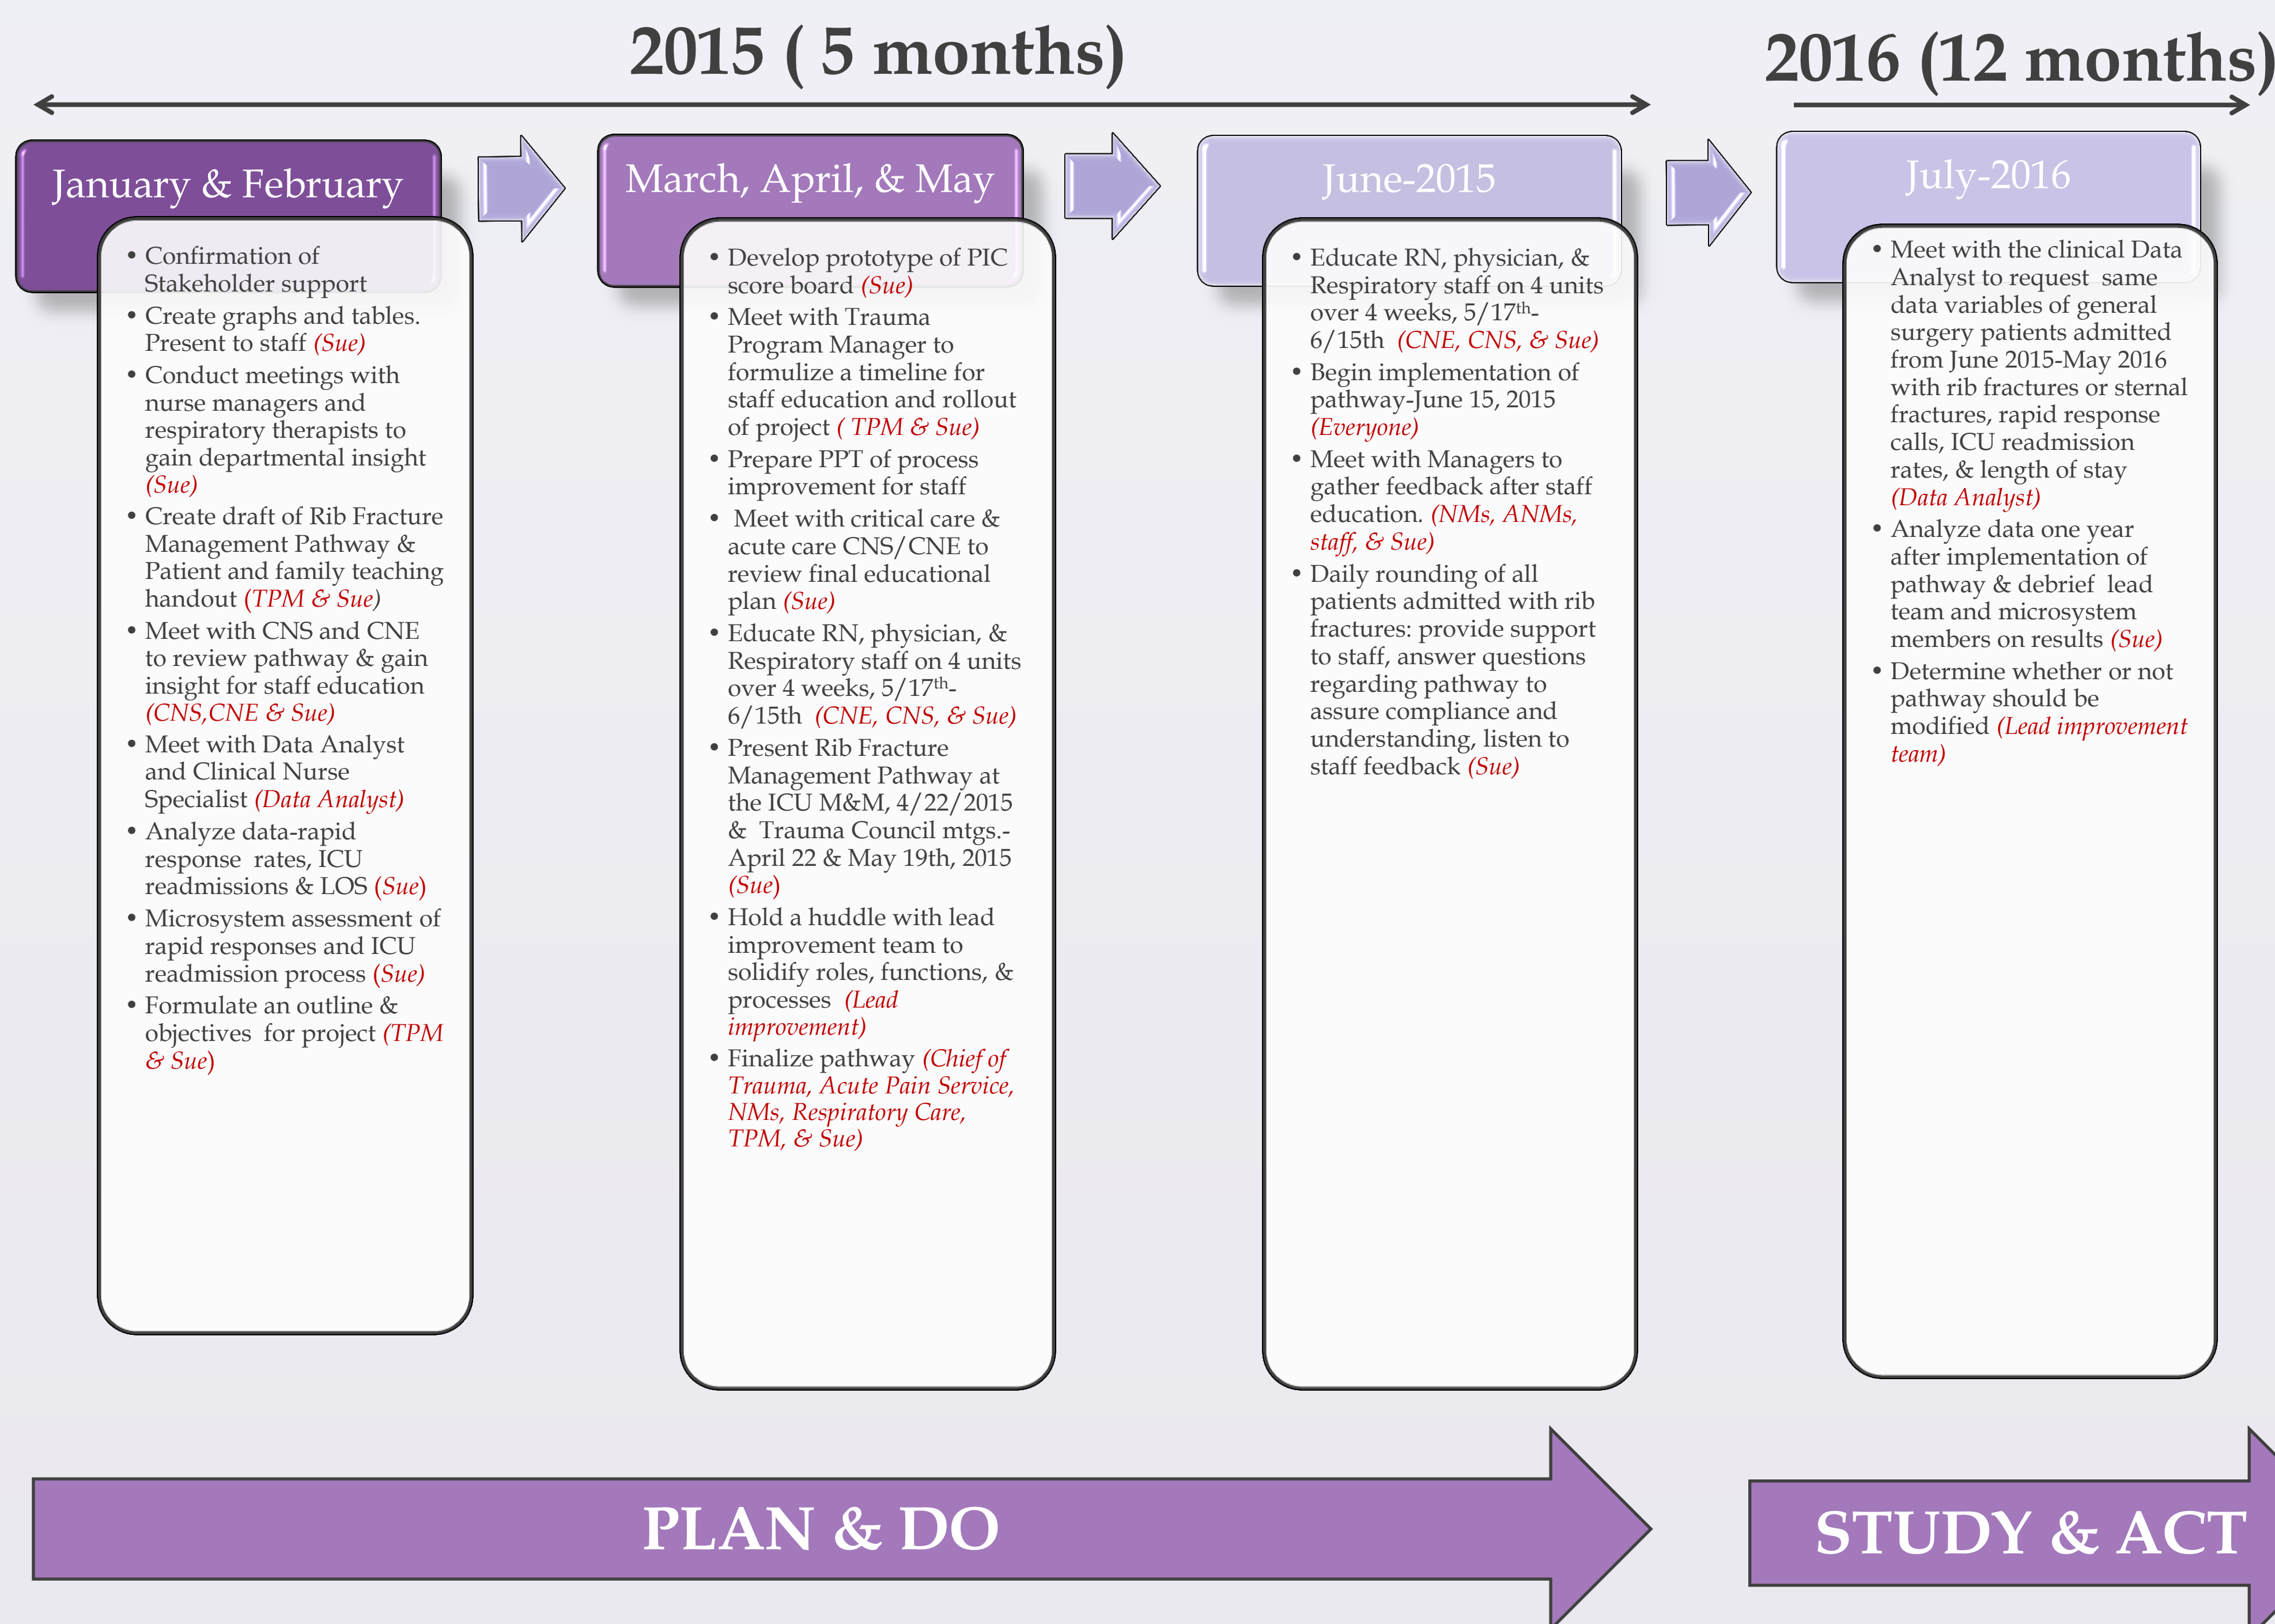 2015 ( 5 months)
2016 (12 months)
January & February
• Confirmation of
Stakeholder support
• Create graphs and tables.
Present to staff (Sue)
• Conduct meetings with
nurse managers and
respiratory therapists to
gain departmental insight
(Sue)
• Create draft of Rib Fracture
Management Pathway &
Patient and family teaching
handout (TPM & Sue)
• Meet with CNS and CNE
to review pathway & gain
insight for staff education
(CNS,CNE & Sue)
• Meet with Data Analyst
and Clinical Nurse
Specialist (Data Analyst)
• Analyze data-rapid
response  rates, ICU
readmissions & LOS (Sue)
• Microsystem assessment of
rapid responses and ICU
readmission process (Sue)
• Formulate an outline &
objectives  for project (TPM
& Sue)
March, April, & May
• Develop prototype of PIC
score board (Sue)
• Meet with Trauma
Program Manager to
formulize a timeline for
staff education and rollout
of project ( TPM & Sue)
• Prepare PPT of process
improvement for staff
•  Meet with critical care &
acute care CNS/CNE to
review final educational
plan (Sue)
• Educate RN, physician, &
Respiratory staff on 4 units
over 4 weeks, 5/17th-
6/15th  (CNE, CNS, & Sue)
• Present Rib Fracture
Management Pathway at
the ICU M&M, 4/22/2015
&  Trauma Council mtgs.-
April 22 & May 19th, 2015
(Sue)
• Hold a huddle with lead
improvement team to
solidify roles, functions, &
processes  (Lead
improvement)
• Finalize pathway (Chief of
Trauma, Acute Pain Service,
NMs, Respiratory Care,
TPM, & Sue)
June-2015
• Educate RN, physician, &
Respiratory staff on 4 units
over 4 weeks, 5/17th-
6/15th  (CNE, CNS, & Sue)
• Begin implementation of
pathway-June 15, 2015
(Everyone)
• Meet with Managers to
gather feedback after staff
education. (NMs, ANMs,
staff, & Sue)
• Daily rounding of all
patients admitted with rib
fractures: provide support
to staff, answer questions
regarding pathway to
assure compliance and
understanding, listen to
staff feedback (Sue)
July-2016
• Meet with the clinical Data
Analyst to request  same
data variables of general
surgery patients admitted
from June 2015-May 2016
with rib fractures or sternal
fractures, rapid response
calls, ICU readmission
rates, & length of stay
(Data Analyst)
• Analyze data one year
after implementation of
pathway & debrief  lead
team and microsystem
members on results (Sue)
• Determine whether or not
pathway should be
modified (Lead improvement
team)
PLAN & DO
STUDY & ACT